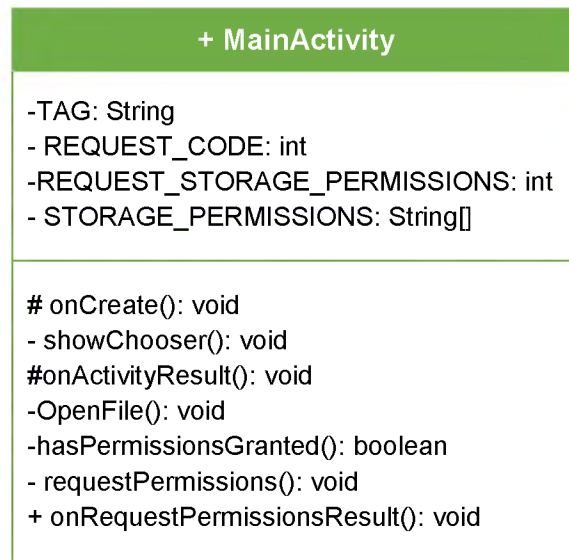 + MainActivity
-TAG: String
- REQUEST_CODE: int
-REQUEST_STORAGE_PERMISSIONS: int
- STORAGE_PERMISSIONS: String[]
# onCreate(): void
- showChooser(): void
#onActivityResult(): void
-OpenFile(): void
-hasPermissionsGranted(): boolean
- requestPermissions(): void
+ onRequestPermissionsResult(): void